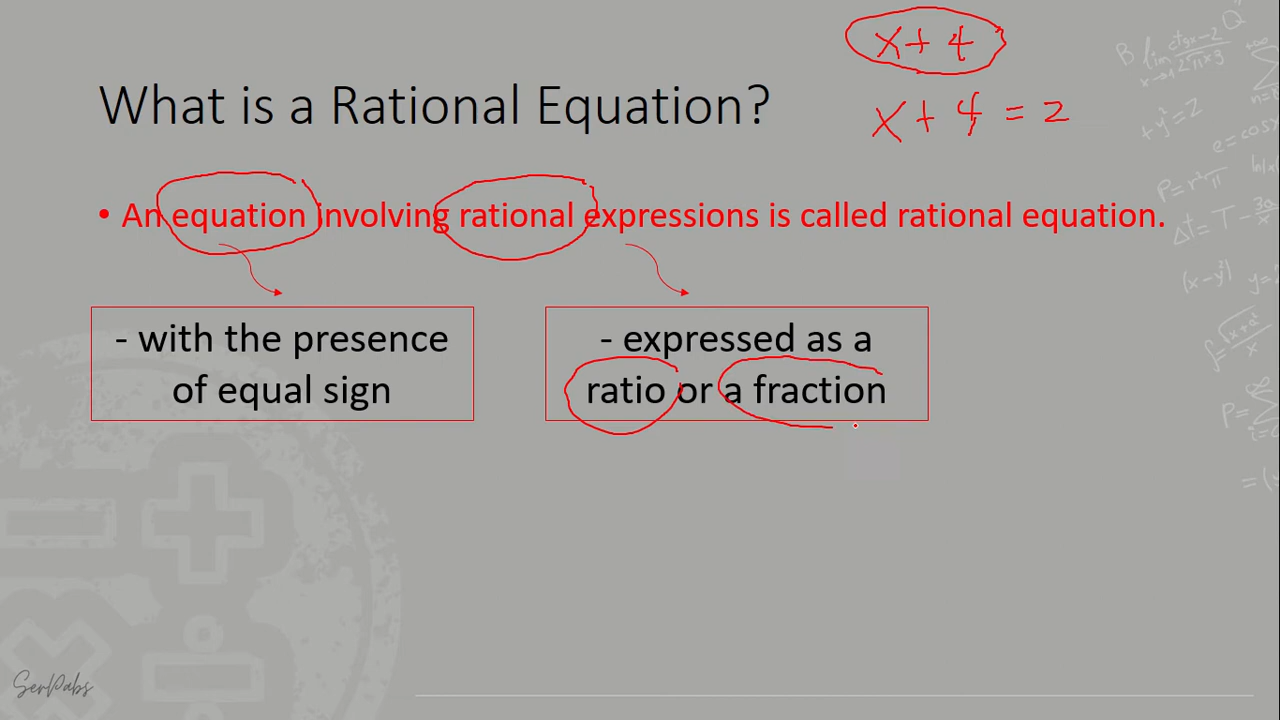 x + 4
What is a Rational Equation?
x + 4 = 2
• An equation involving rational expressions is called rational equation.
- with the presence
of equal sign
- expressed as a
ratio or a fraction
SerPabs